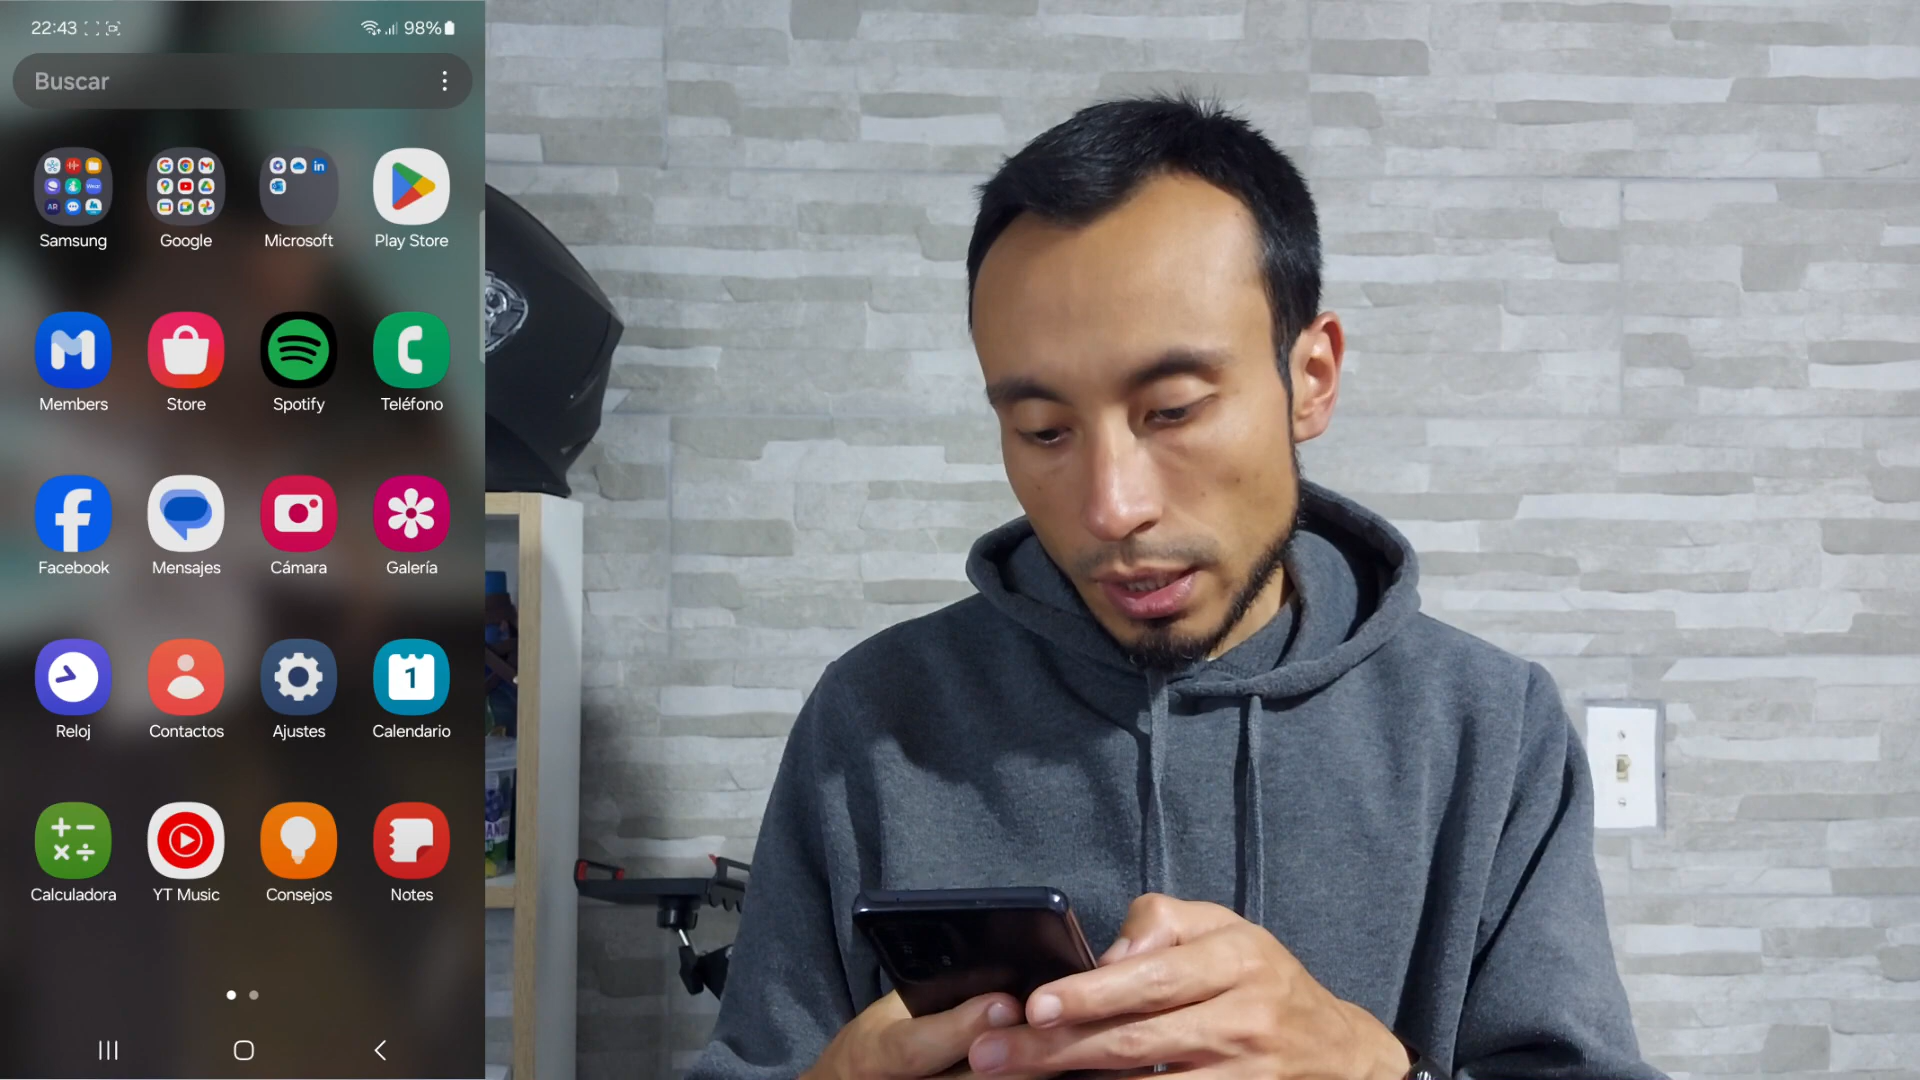 22:43
98%
Buscar
Samsung
Google
Microsoft
Play Store
Members
Store
Spotify
Teléfono
Facebook
Mensajes
Cámara
Galería
Reloj
Contactos
Ajustes
1
Calendario
Calculadora
YT Music
Consejos
Notes